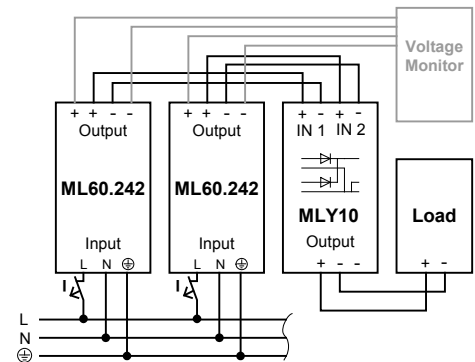 Voltage
Monitor
+ + - -
Output
ML60.242
Input
L N ⏚
I
+ + - -
Output
ML60.242
Input
L N ⏚
I
+ - + -
IN 1 IN 2
MLY10
Output
+ - -
Load
+ -
L
N
⏚